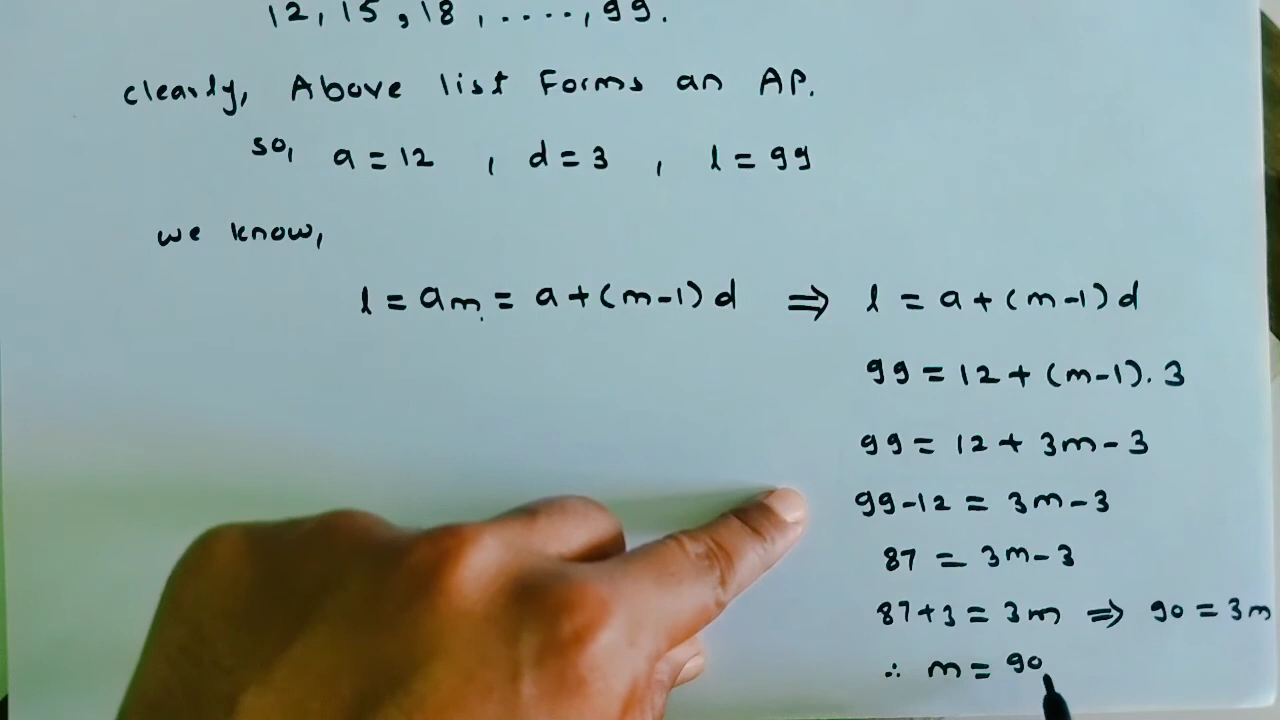 12, 15, 18, ....., 99.
clearly, Above list Forms an AP.
so, a = 12 , d = 3 , l = 99
we know,
l = am = a + (m-1) d ⇒ l = a + (m-1) d
99 = 12 + (m-1). 3
99 = 12 + 3m - 3
99-12 = 3m - 3
87 = 3m - 3
87+3 = 3m ⇒ 90 = 3m
∴ m = 90